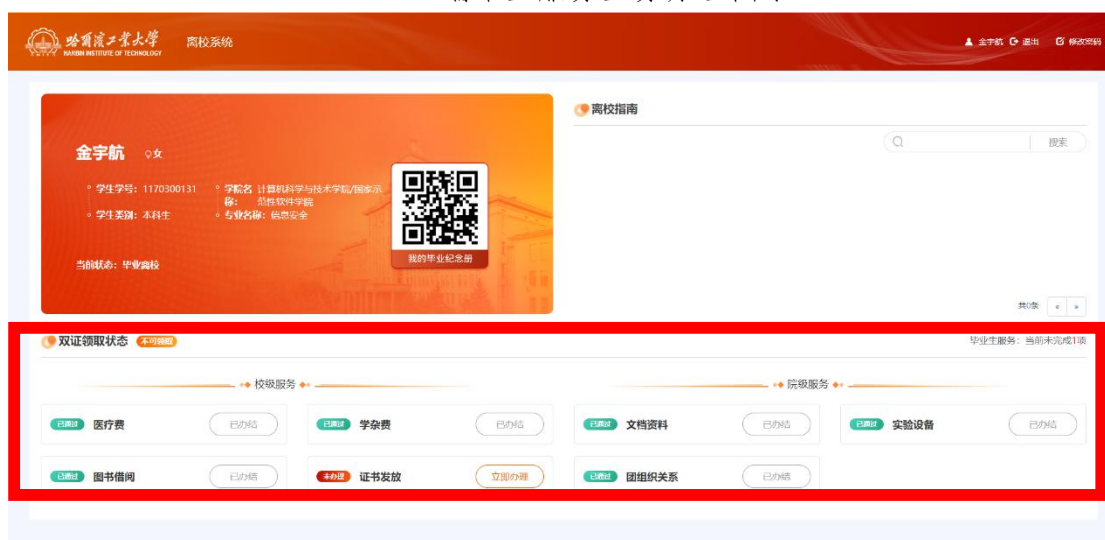 哈爾濱工業大學
HARBIN INSTITUTE OF TECHNOLOGY
离校系统
金宇航 退出 修改密码
金宇航 女
学生学号：1170300131
学院名称：计算机科学与技术学院/国家示范性软件学院
学生类别：本科生
专业名称：信息安全
当前状态：毕业离校
我的毕业纪念册
离校指南
搜索
共0条 « »
双证领取状态 不可领取
毕业生服务：当前未完成1项
校级服务
院级服务
已通过 医疗费 已办结
已通过 学杂费 已办结
已通过 文档资料 已办结
已通过 实验设备 已办结
已通过 图书借阅 已办结
未办理 证书发放 立即办理
已通过 团组织关系 已办结